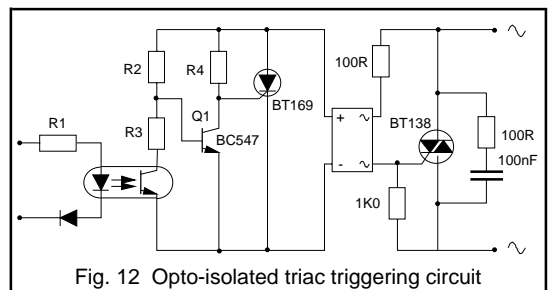 R2
R4
100R
BT169
BT138
Q1
R1
R3
BC547
+
~
-
~
100R
100nF
1K0
Fig. 12 Opto-isolated triac triggering circuit